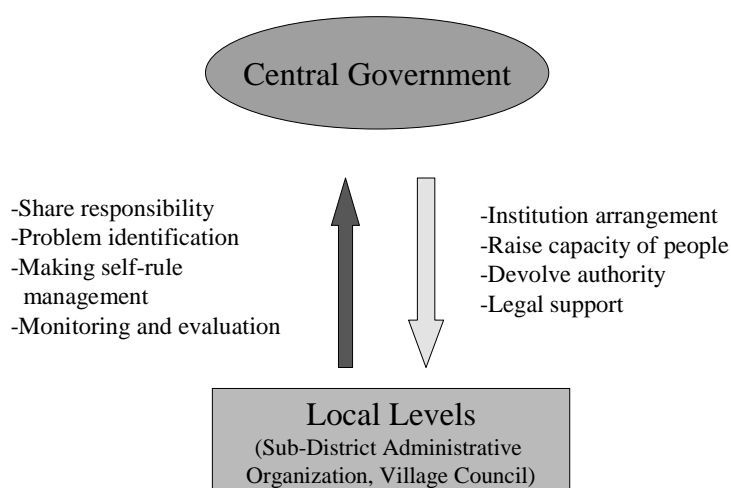 Central Government
-Share responsibility
-Problem identification
-Making self-rule
management
-Monitoring and evaluation
-Institution arrangement
-Raise capacity of people
-Devolve authority
-Legal support
Local Levels
(Sub-District Administrative
Organization, Village Council)